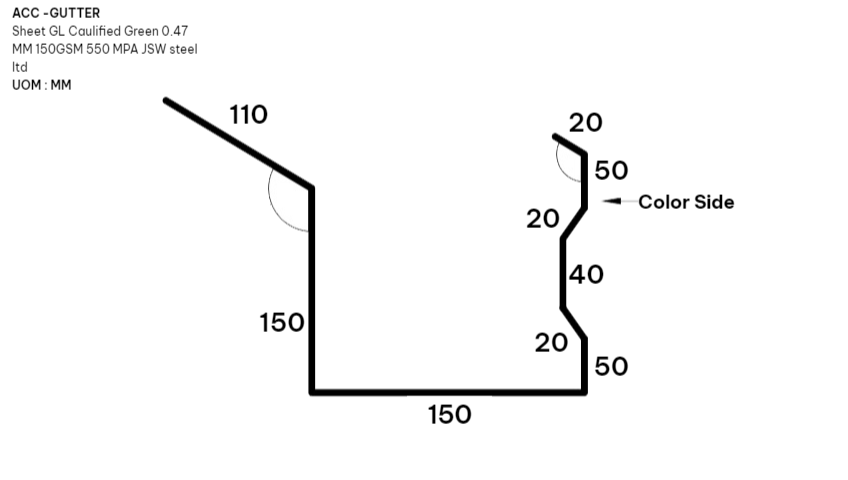 ACC -GUTTER
Sheet GL Caulified Green 0.47
MM 150GSM 550 MPA JSW steel
ltd
UOM : MM
110
20
50
Color Side
20
40
150
20
50
150